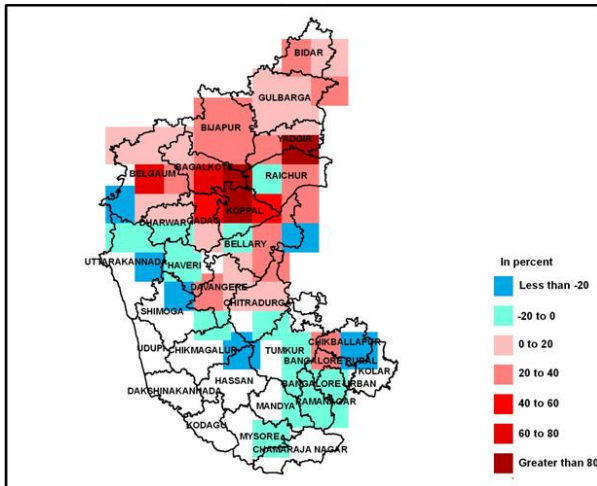 BIDAR
GULBARGA
BIJAPUR
YADGIR
BAGALKOTE
BELGAUM
RAICHUR
KOPPAL
GADAG
DHARWAR
BELLARY
UTTARAKANNADA
HAVERI
DAVANGERE
CHITRADURGA
SHIMOGA
UDUPI
CHIKMAGALUR
TUMKUR
CHIKBALLAPUR
BANGALORE RURAL
KOLAR
HASSAN
BANGALORE URBAN
DAKSHINAKANNADA
RAMANAGAR
MANDYA
KODAGU
MYSORE
CHAMARAJA NAGAR
In percent
Less than -20
-20 to 0
0 to 20
20 to 40
40 to 60
60 to 80
Greater than 80